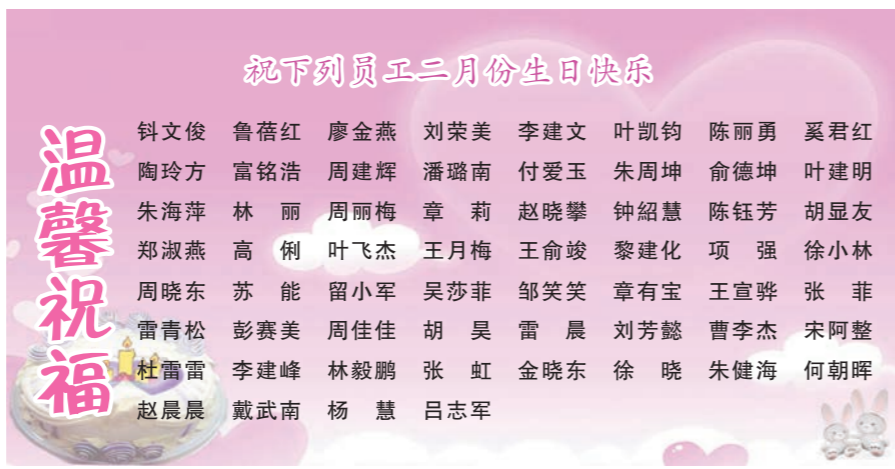 祝下列员工二月份生日快乐
温馨祝福
钭文俊 鲁蓓红 廖金燕 刘荣美 李建文 叶凯钧 陈丽勇 奚君红
陶玲方 富铭浩 周建辉 潘璐南 付爱玉 朱周坤 俞德坤 叶建明
朱海萍 林 丽 周丽梅 章 莉 赵晓攀 钟紹慧 陈钰芳 胡显友
郑淑燕 高 俐 叶飞杰 王月梅 王俞竣 黎建化 项 强 徐小林
周晓东 苏 能 留小军 吴莎菲 邹笑笑 章有宝 王宣骅 张 菲
雷青松 彭赛美 周佳佳 胡 昊 雷 晨 刘芳懿 曹李杰 宋阿整
杜雷雷 李建峰 林毅鹏 张 虹 金晓东 徐 晓 朱健海 何朝晖
赵晨晨 戴武南 杨 慧 吕志军